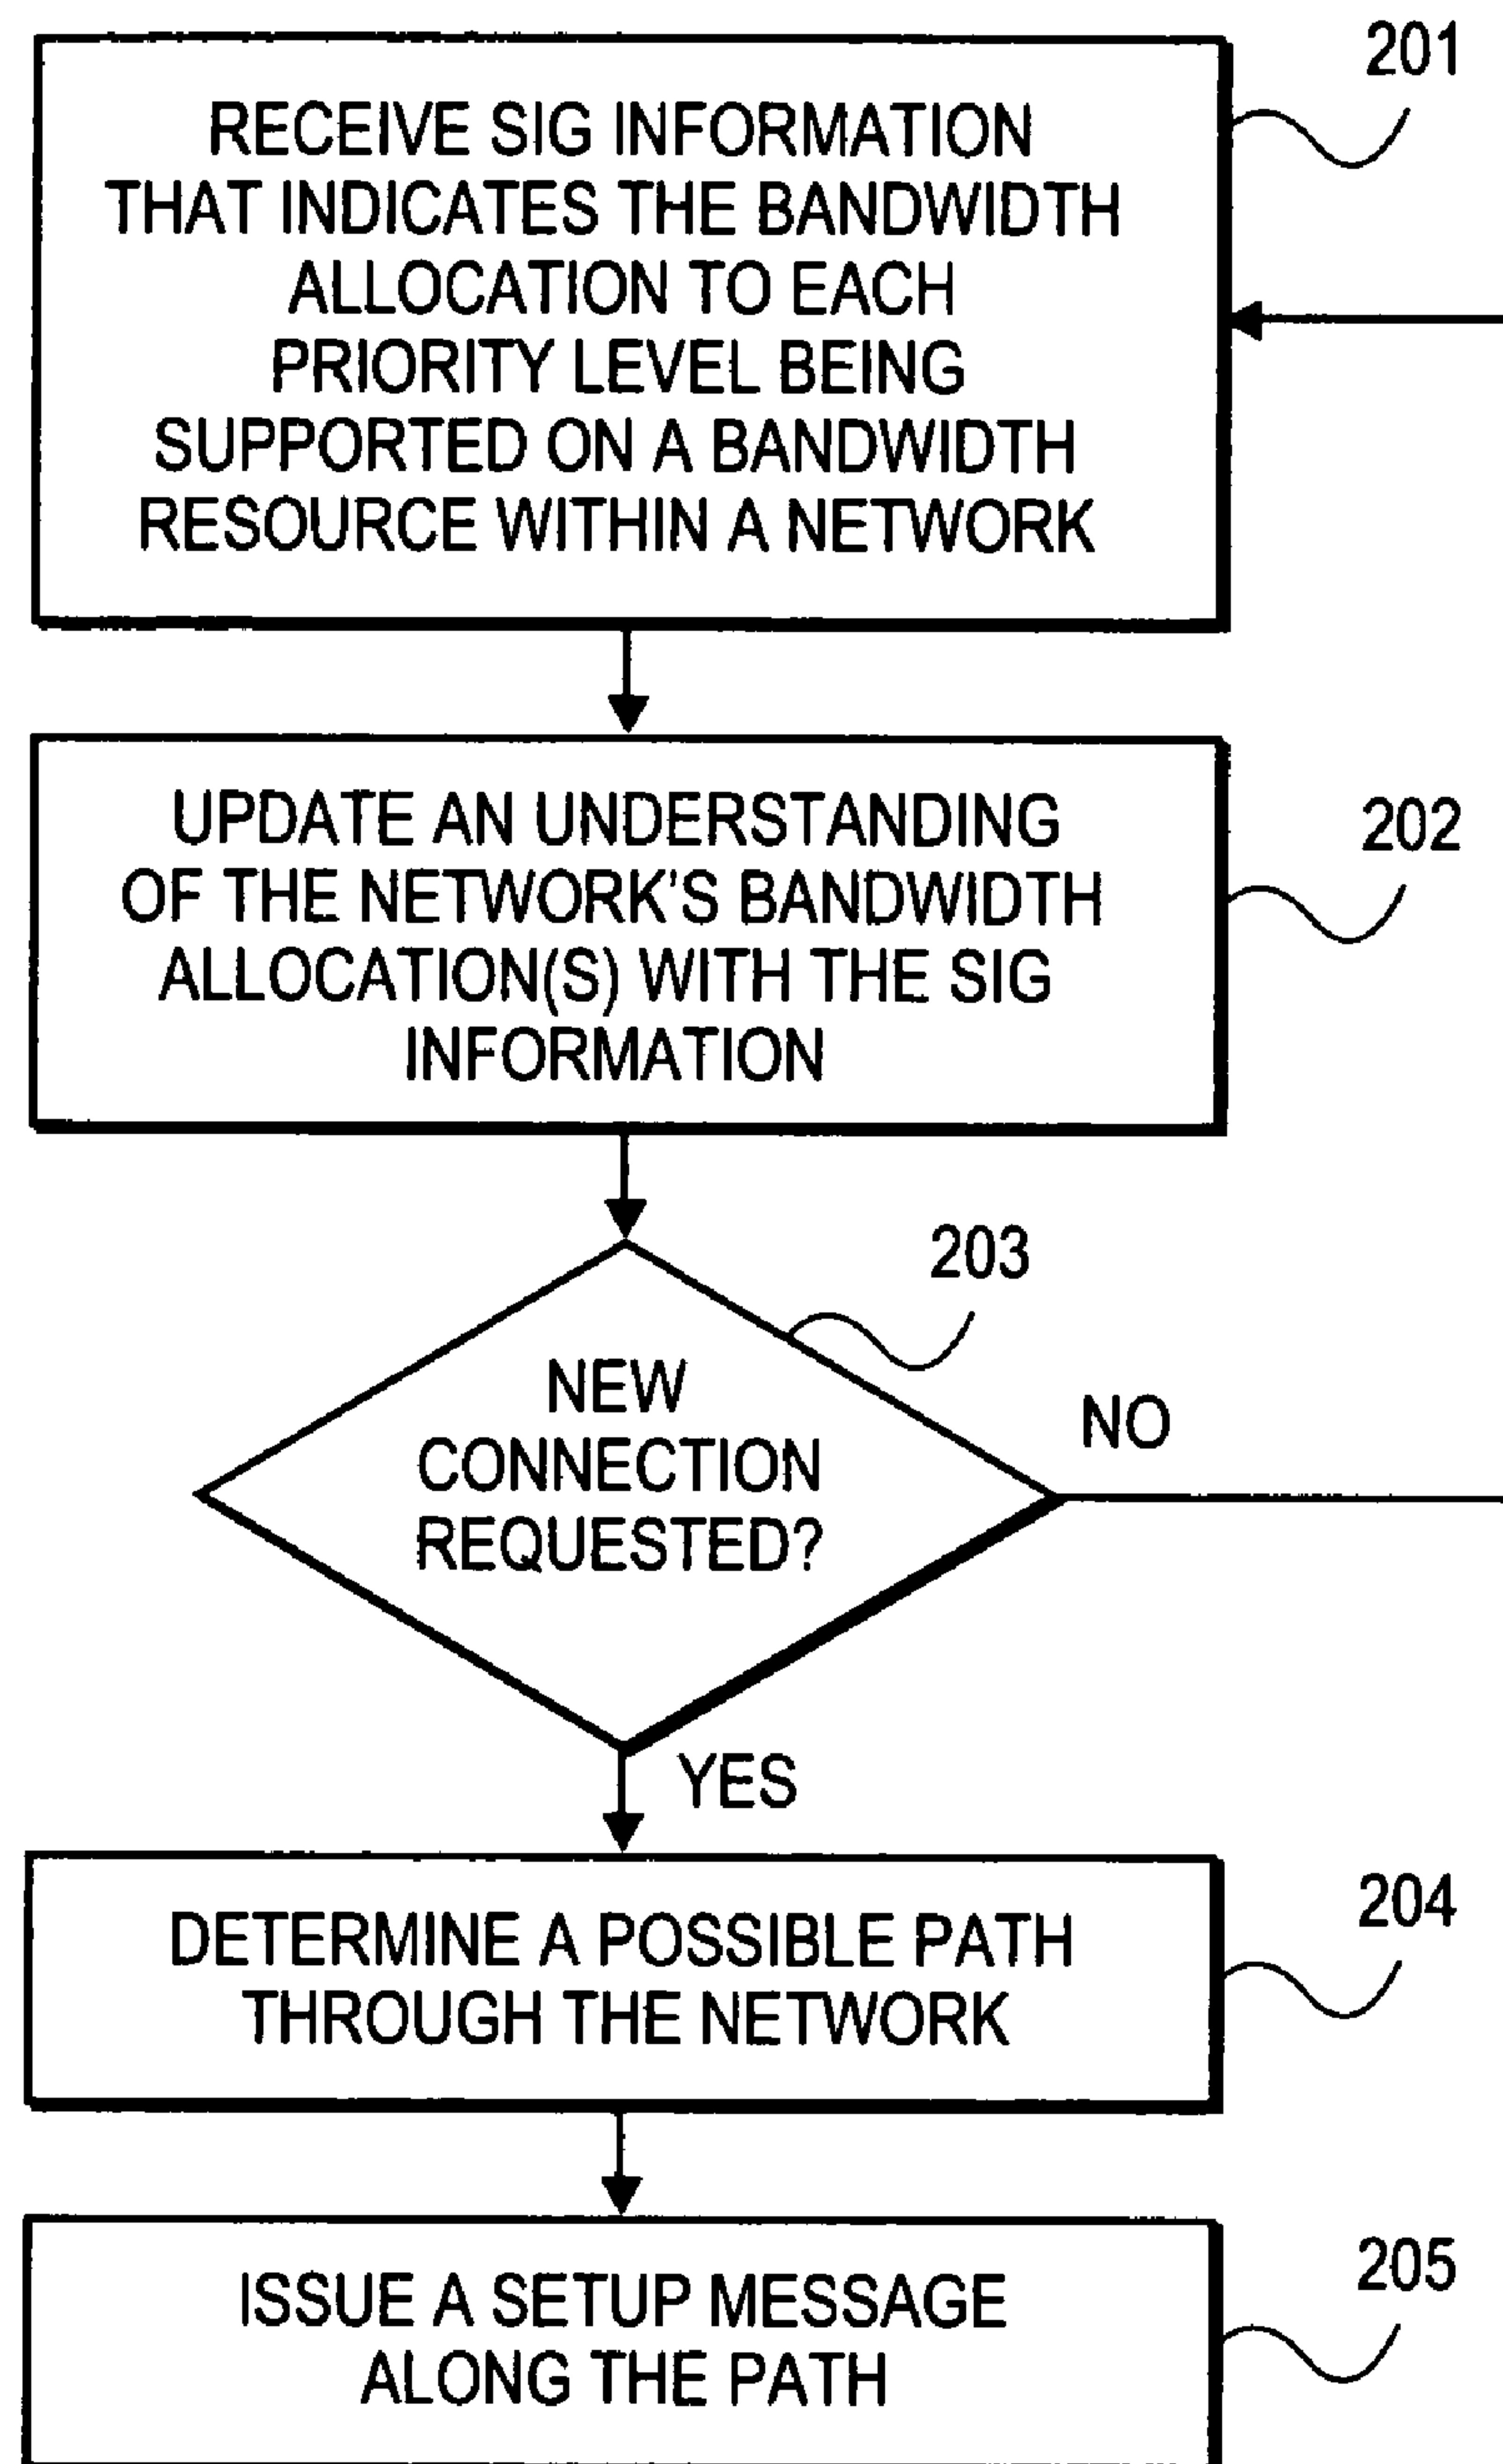 201
RECEIVE SIG INFORMATION
THAT INDICATES THE BANDWIDTH
ALLOCATION TO EACH
PRIORITY LEVEL BEING
SUPPORTED ON A BANDWIDTH
RESOURCE WITHIN A NETWORK
202
UPDATE AN UNDERSTANDING
OF THE NETWORK'S BANDWIDTH
ALLOCATION(S) WITH THE SIG
INFORMATION
203
NEW
CONNECTION
REQUESTED?
NO
YES
204
DETERMINE A POSSIBLE PATH
THROUGH THE NETWORK
205
ISSUE A SETUP MESSAGE
ALONG THE PATH